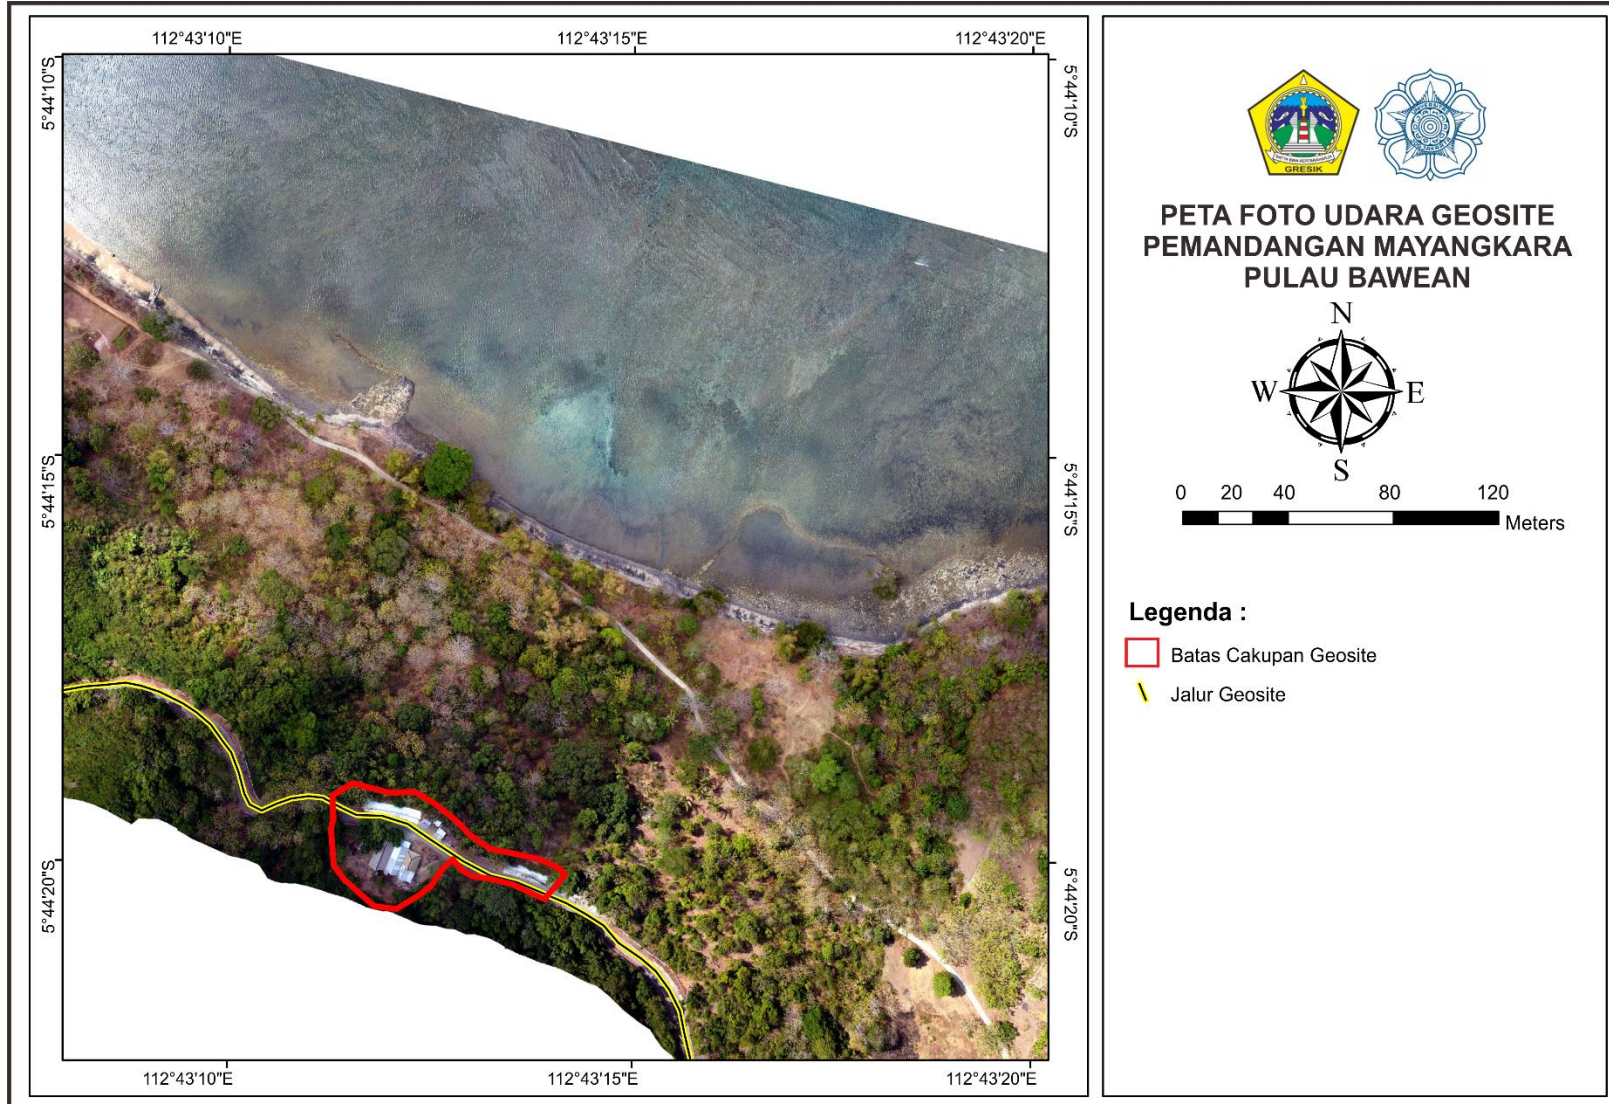 112°43'10"E 112°43'15"E 112°43'20"E
5°44'10"S 5°44'10"S
5°44'15"S 5°44'15"S
5°44'20"S 5°44'20"S
112°43'10"E 112°43'15"E 112°43'20"E
GRESIK
PETA FOTO UDARA GEOSITE
PEMANDANGAN MAYANGKARA
PULAU BAWEAN
N
W E
S
0 20 40 80 120
Meters
Legenda :
Batas Cakupan Geosite
Jalur Geosite